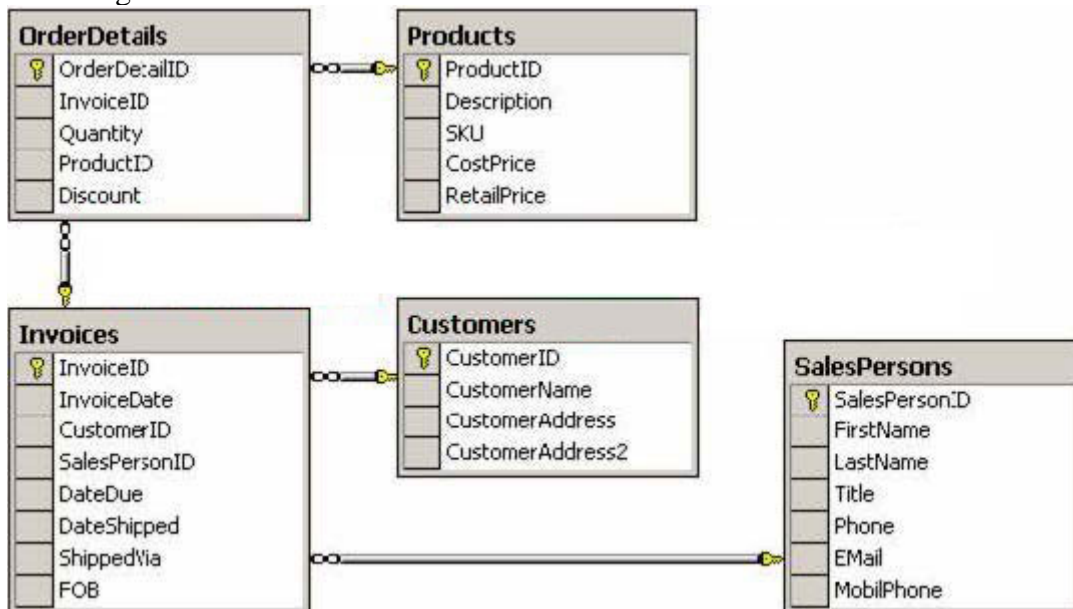 OrderDetails
OrderDetailID
InvoiceID
Quantity
ProductID
Discount
Products
ProductID
Description
SKU
CostPrice
RetailPrice
Invoices
InvoiceID
InvoiceDate
CustomerID
SalesPersonID
DateDue
DateShipped
ShippedVia
FOB
Customers
CustomerID
CustomerName
CustomerAddress
CustomerAddress2
SalesPersons
SalesPersonID
FirstName
LastName
Title
Phone
EMail
MobilPhone